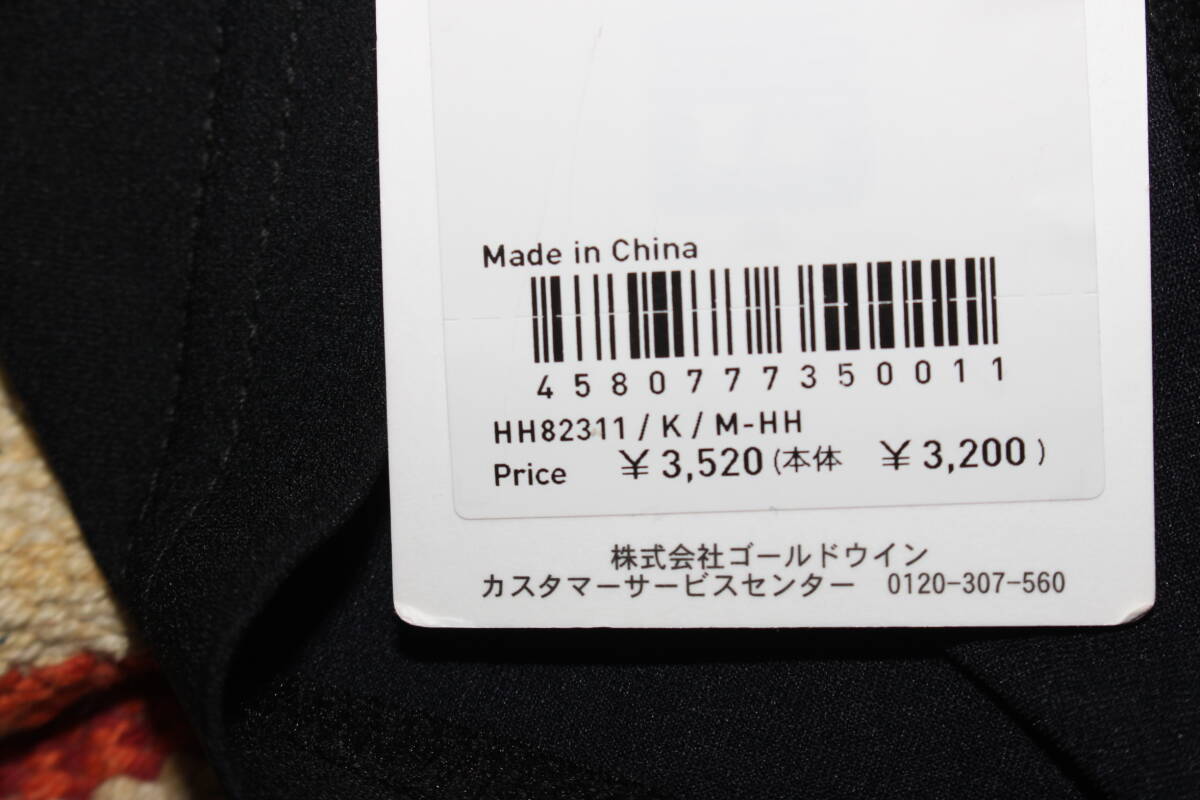 Made in China
4580777350011
HH82311 / K / M-HH
Price ￥3,520 (本体 ￥3,200 )
株式会社ゴールドウイン
カスタマーサービスセンター 0120-307-560